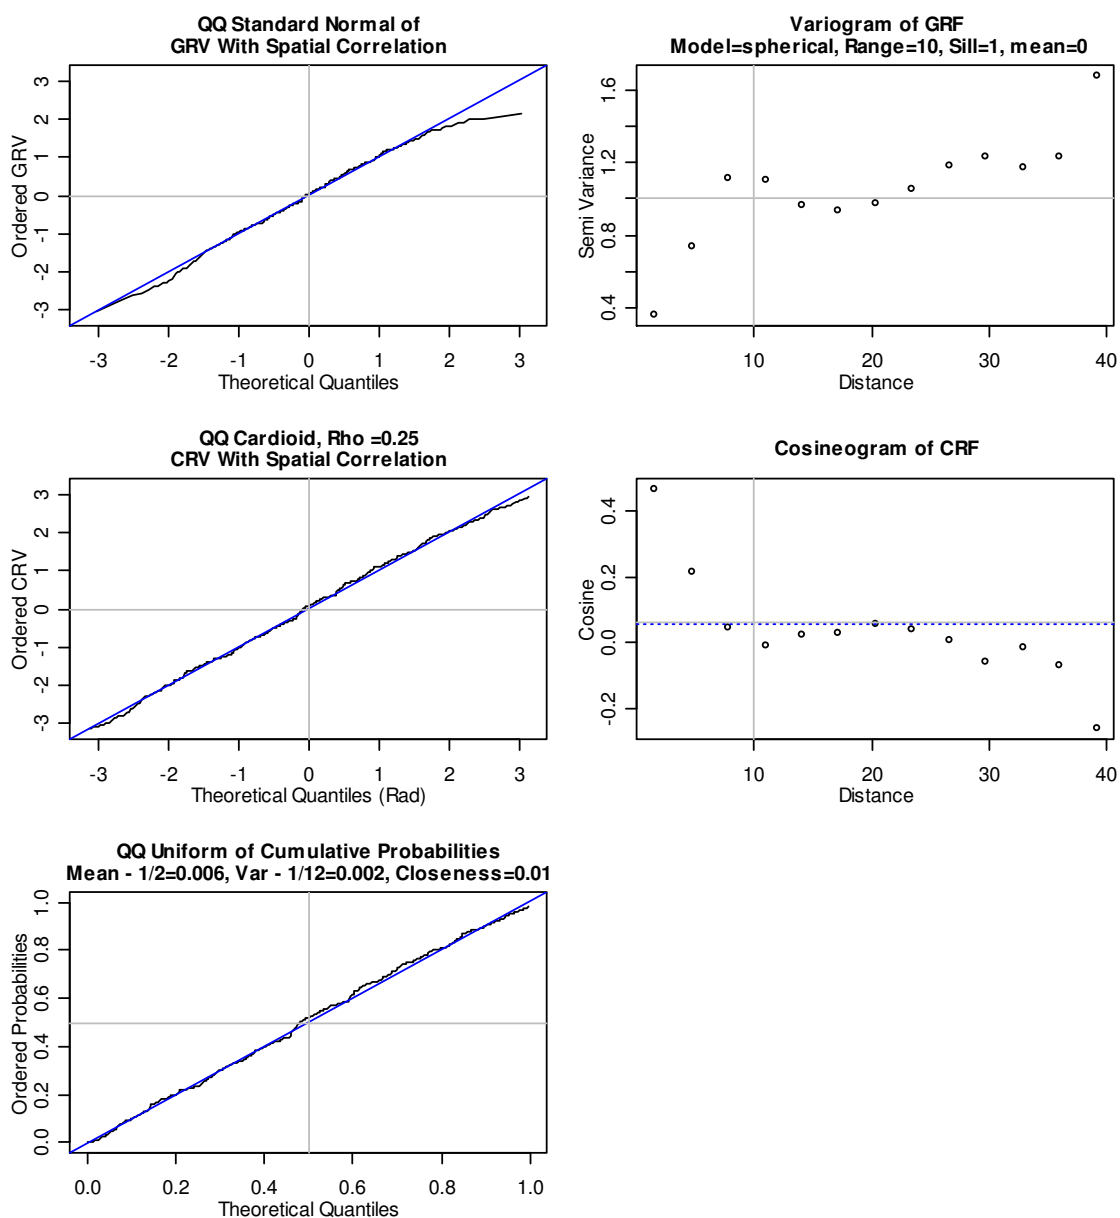 QQ Standard Normal of
GRV With Spatial Correlation
Ordered GRV
3
2
1
0
-1
-2
-3
-3 -2 -1 0 1 2 3
Theoretical Quantiles
Variogram of GRF
Model=spherical, Range=10, Sill=1, mean=0
Semi Variance
1.6
1.2
0.8
0.4
10 20 30 40
Distance
QQ Cardioid, Rho =0.25
CRV With Spatial Correlation
Ordered CRV
3
2
1
0
-1
-2
-3
-3 -2 -1 0 1 2 3
Theoretical Quantiles (Rad)
Cosineogram of CRF
Cosine
0.4
0.2
0.0
-0.2
10 20 30 40
Distance
QQ Uniform of Cumulative Probabilities
Mean - 1/2=0.006, Var - 1/12=0.002, Closeness=0.01
Ordered Probabilities
1.0
0.8
0.6
0.4
0.2
0.0
0.0 0.2 0.4 0.6 0.8 1.0
Theoretical Quantiles